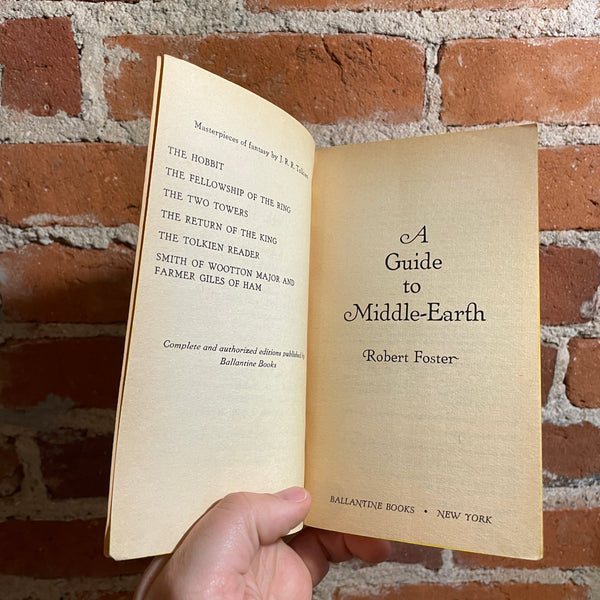 Masterpieces of fantasy by J. R. R. Tolkien
THE HOBBIT
THE FELLOWSHIP OF THE RING
THE TWO TOWERS
THE RETURN OF THE KING
THE TOLKIEN READER
SMITH OF WOOTTON MAJOR AND
FARMER GILES OF HAM
Complete and authorized editions published by
Ballantine Books
A
Guide
to
Middle-Earth
Robert Foster
BALLANTINE BOOKS • NEW YORK